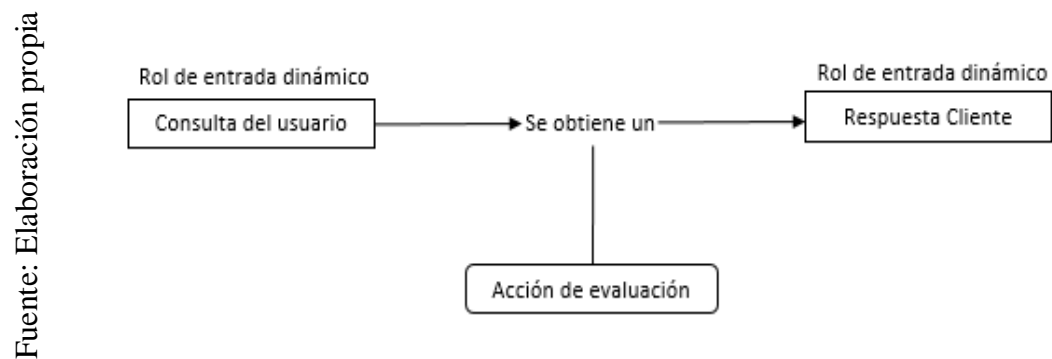 Fuente: Elaboración propia
Rol de entrada dinámico
Consulta del usuario
Se obtiene un
Rol de entrada dinámico
Respuesta Cliente
Acción de evaluación